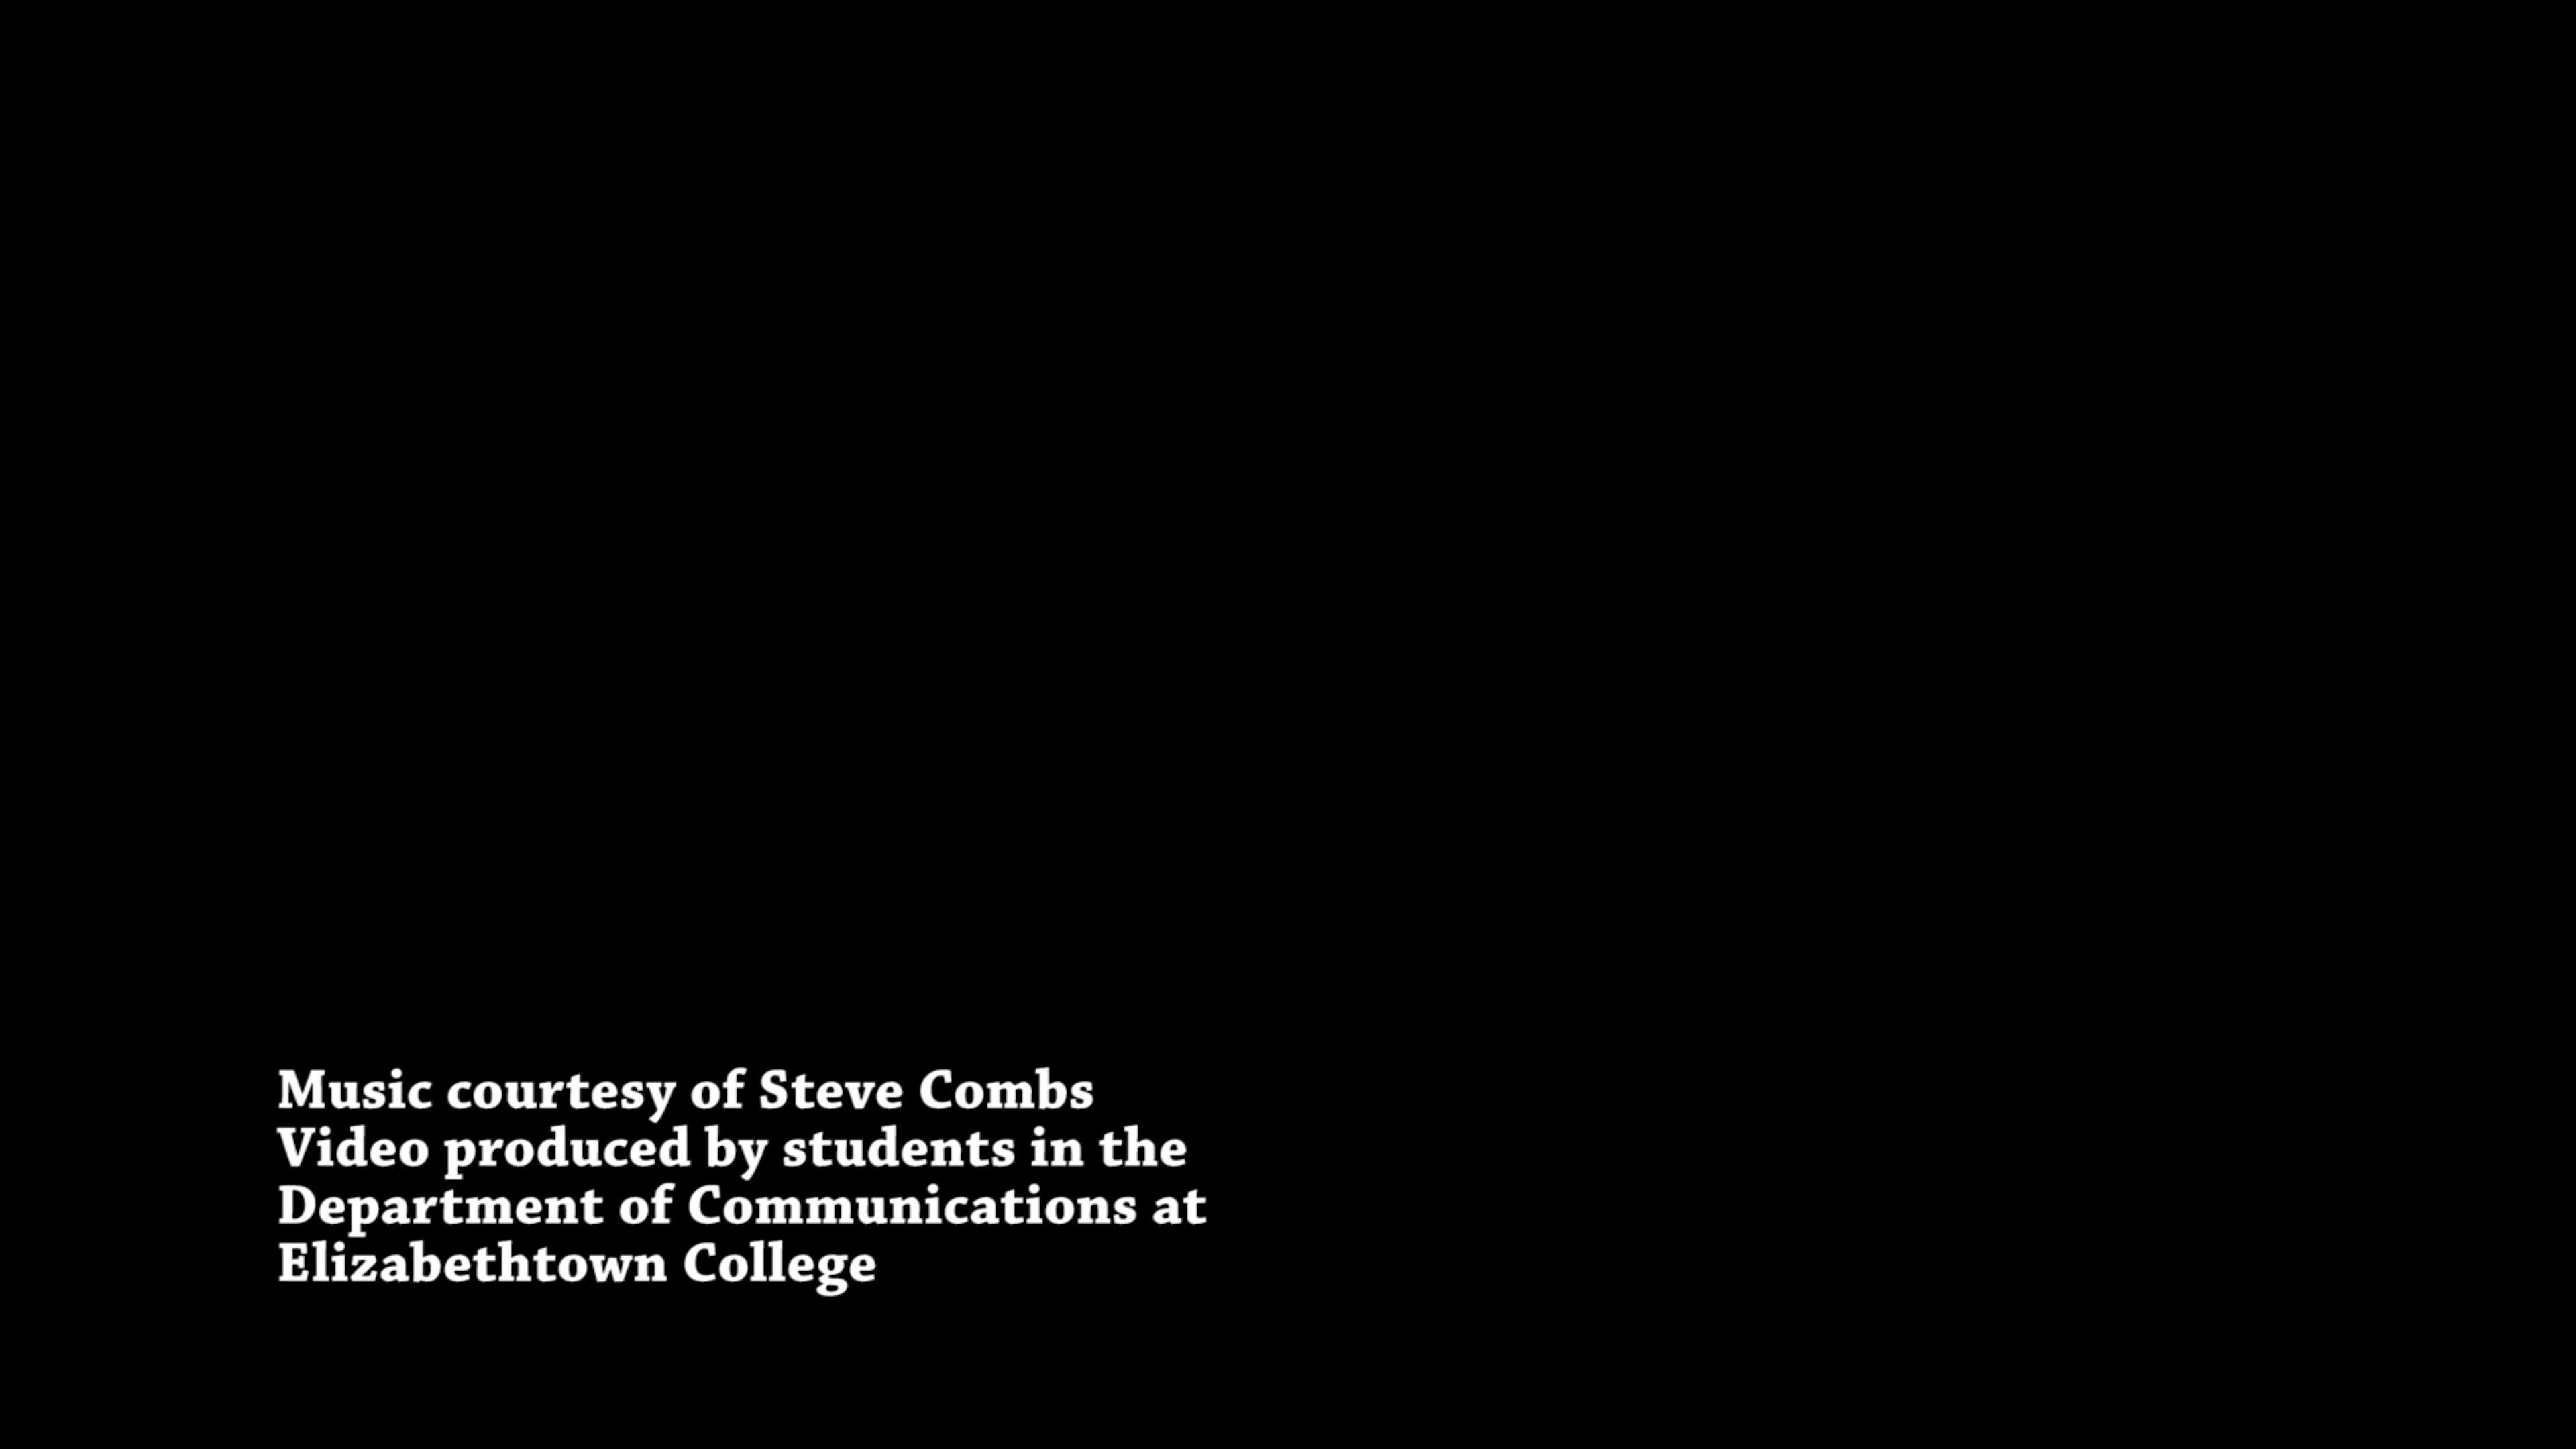 Music courtesy of Steve Combs
Video produced by students in the
Department of Communications at
Elizabethtown College